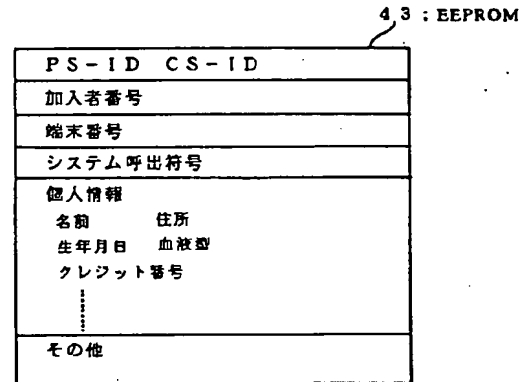 43 : EEPROM
PS-ID CS-ID
加入者番号
端末番号
システム呼出符号
個人情報
名前 住所
生年月日 血液型
クレジット番号
その他